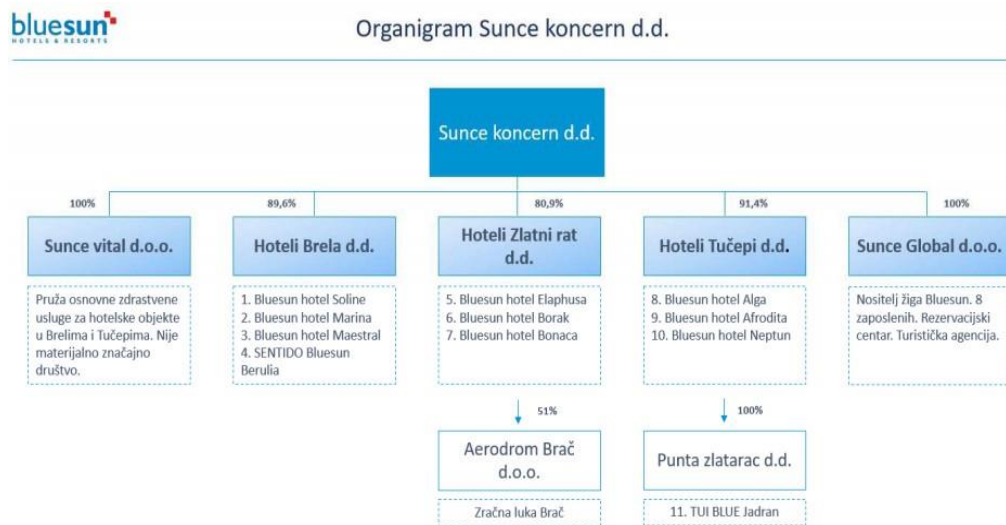 bluesun
HOTELS & RESORTS
Organigram Sunce koncern d.d.
Sunce koncern d.d.
100%
89,6%
80,9%
91,4%
100%
Sunce vital d.o.o.
Hoteli Brela d.d.
Hoteli Zlatni rat
d.d.
Hoteli Tučepi d.d.
Sunce Global d.o.o.
Pruža osnovne zdrastvene
usluge za hotelske objekte
u Brelima i Tučepima. Nije
materijalno značajno
društvo.
1. Bluesun hotel Soline
2. Bluesun hotel Marina
3. Bluesun hotel Maestral
4. SENTIDO Bluesun
Berulia
5. Bluesun hotel Elaphusa
6. Bluesun hotel Borak
7. Bluesun hotel Bonaca
8. Bluesun hotel Alga
9. Bluesun hotel Afrodita
10. Bluesun hotel Neptun
Nositelj žiga Bluesun. 8
zaposlenih. Rezervacijski
centar. Turistička agencija.
51%
100%
Aerodrom Brač
d.o.o.
Punta zlatarac d.d.
Zračna luka Brač
11. TUI BLUE Jadran